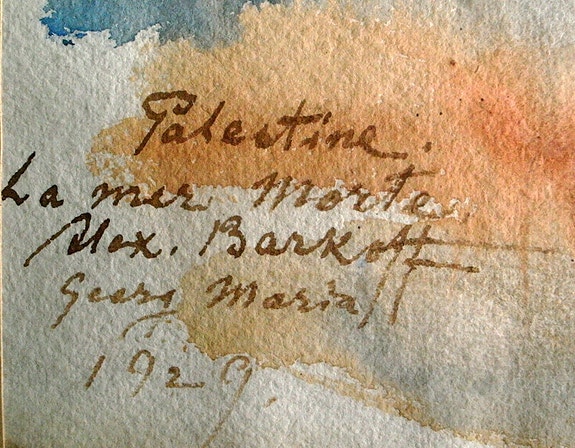 Palestine.
La mer Morte.
Alex. Barkoff
Georg Maria
1929.